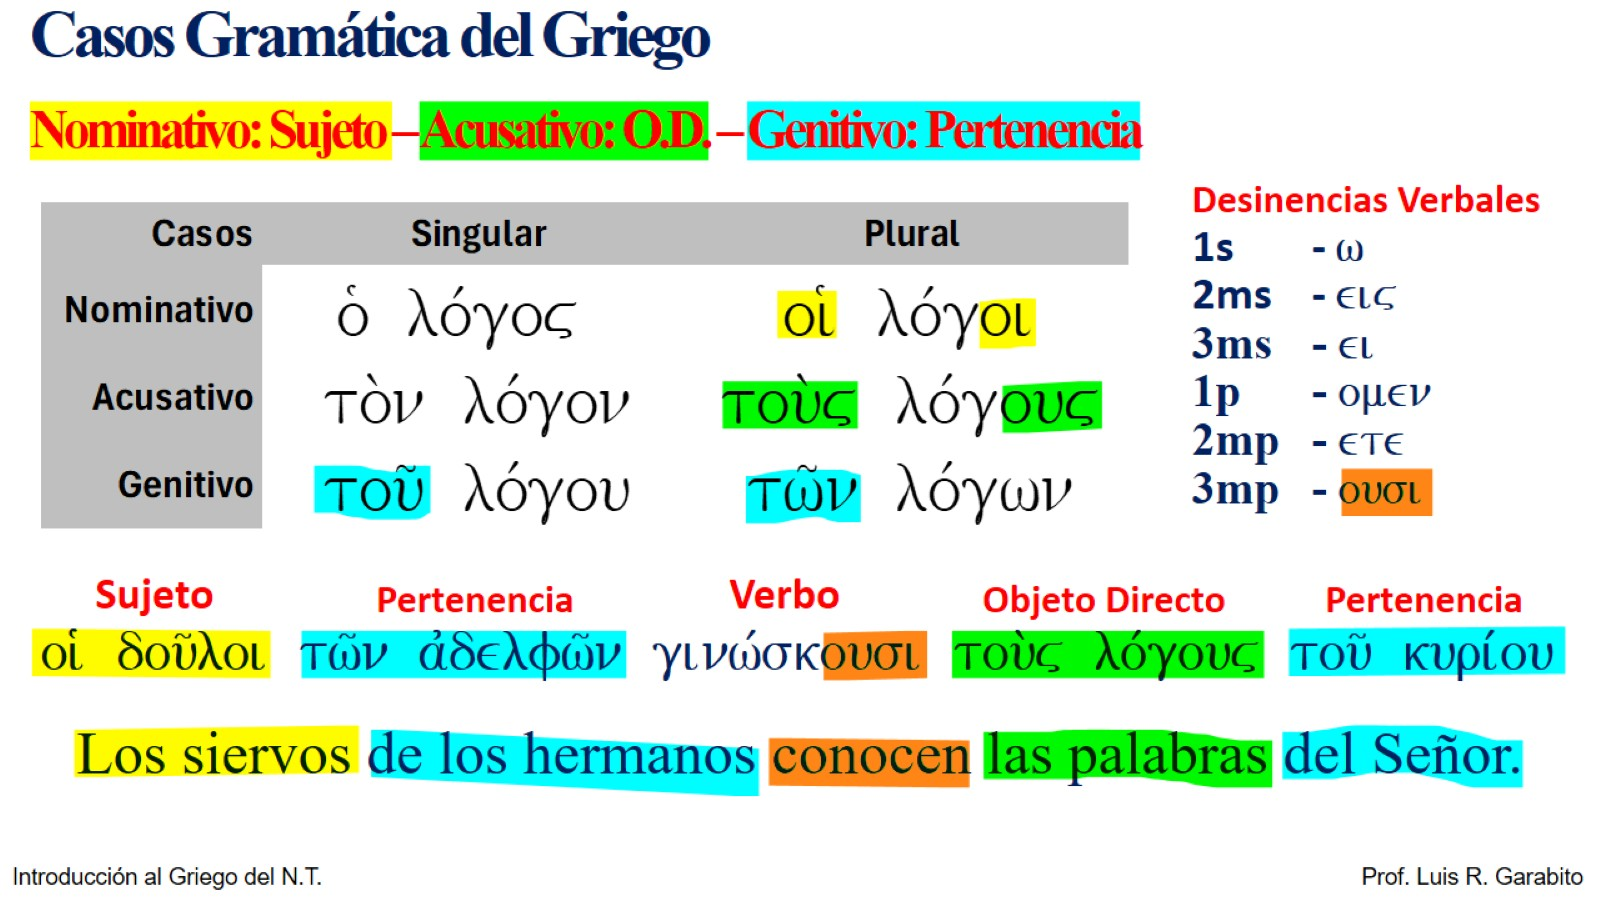 Casos Gramática del Griego
Nominativo: Sujeto – Acusativo: O.D. – Genitivo: Pertenencia
Casos Singular Plural
Nominativo ὁ λόγος οἱ λόγοι
Acusativo τὸν λόγον τοὺς λόγους
Genitivo τοῦ λόγου τῶν λόγων
Desinencias Verbales
1s - ω
2ms - εις
3ms - ει
1p - ομεν
2mp - ετε
3mp - ουσι
Sujeto Pertenencia Verbo Objeto Directo Pertenencia
οἱ δοῦλοι τῶν ἀδελφῶν γινώσκουσι τοὺς λόγους τοῦ κυρίου
Los siervos de los hermanos conocen las palabras del Señor.
Introducción al Griego del N.T. Prof. Luis R. Garabito